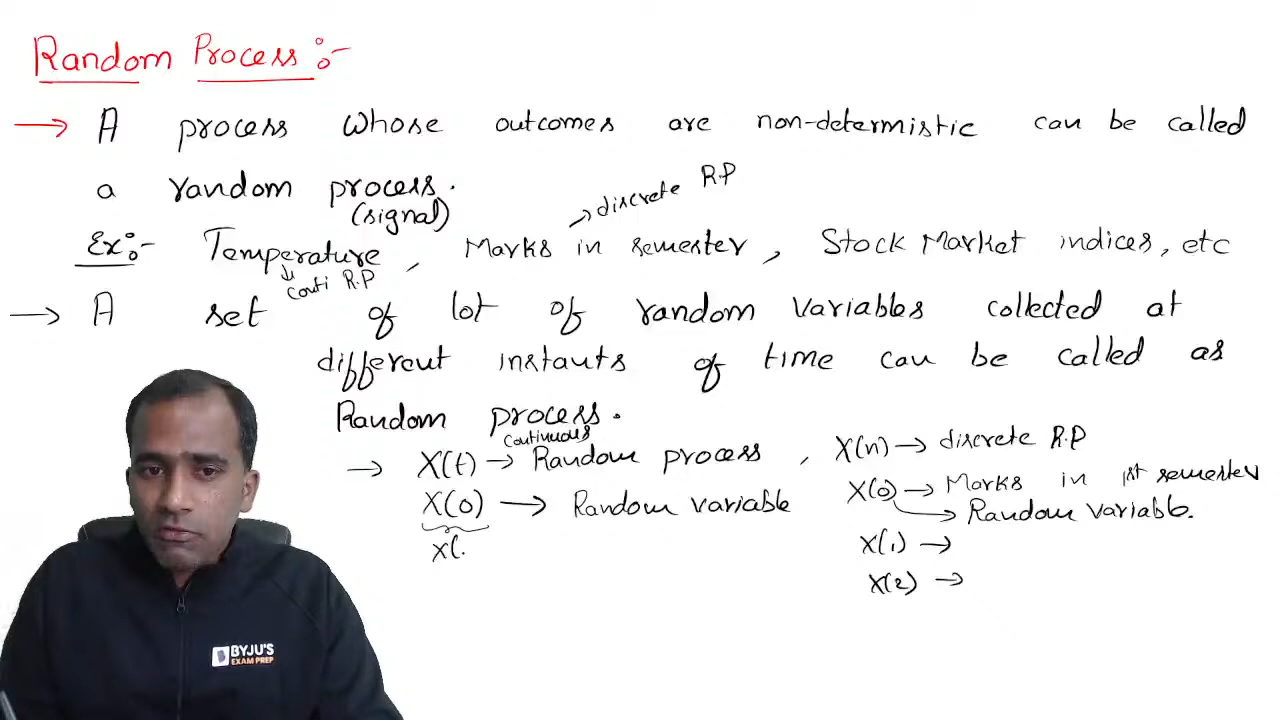 Random Process :-
→ A process whose outcomes are non-determistic can be called
a random process.
(signal)
→ discrete R.P
Ex:- Temperature, Marks in semester, Stock Market indices, etc
↓ conti R.P
→ A set of lot of random variables collected at
different instants of time can be called as
Random process.
continuous
→ X(t) → Random process , X(n) → discrete R.P
X(0) → Random variable
X(0) → Marks in 1st semester
→ Random variable.
X(.
X(1) →
X(2) →
BYJU'S
EXAM PREP